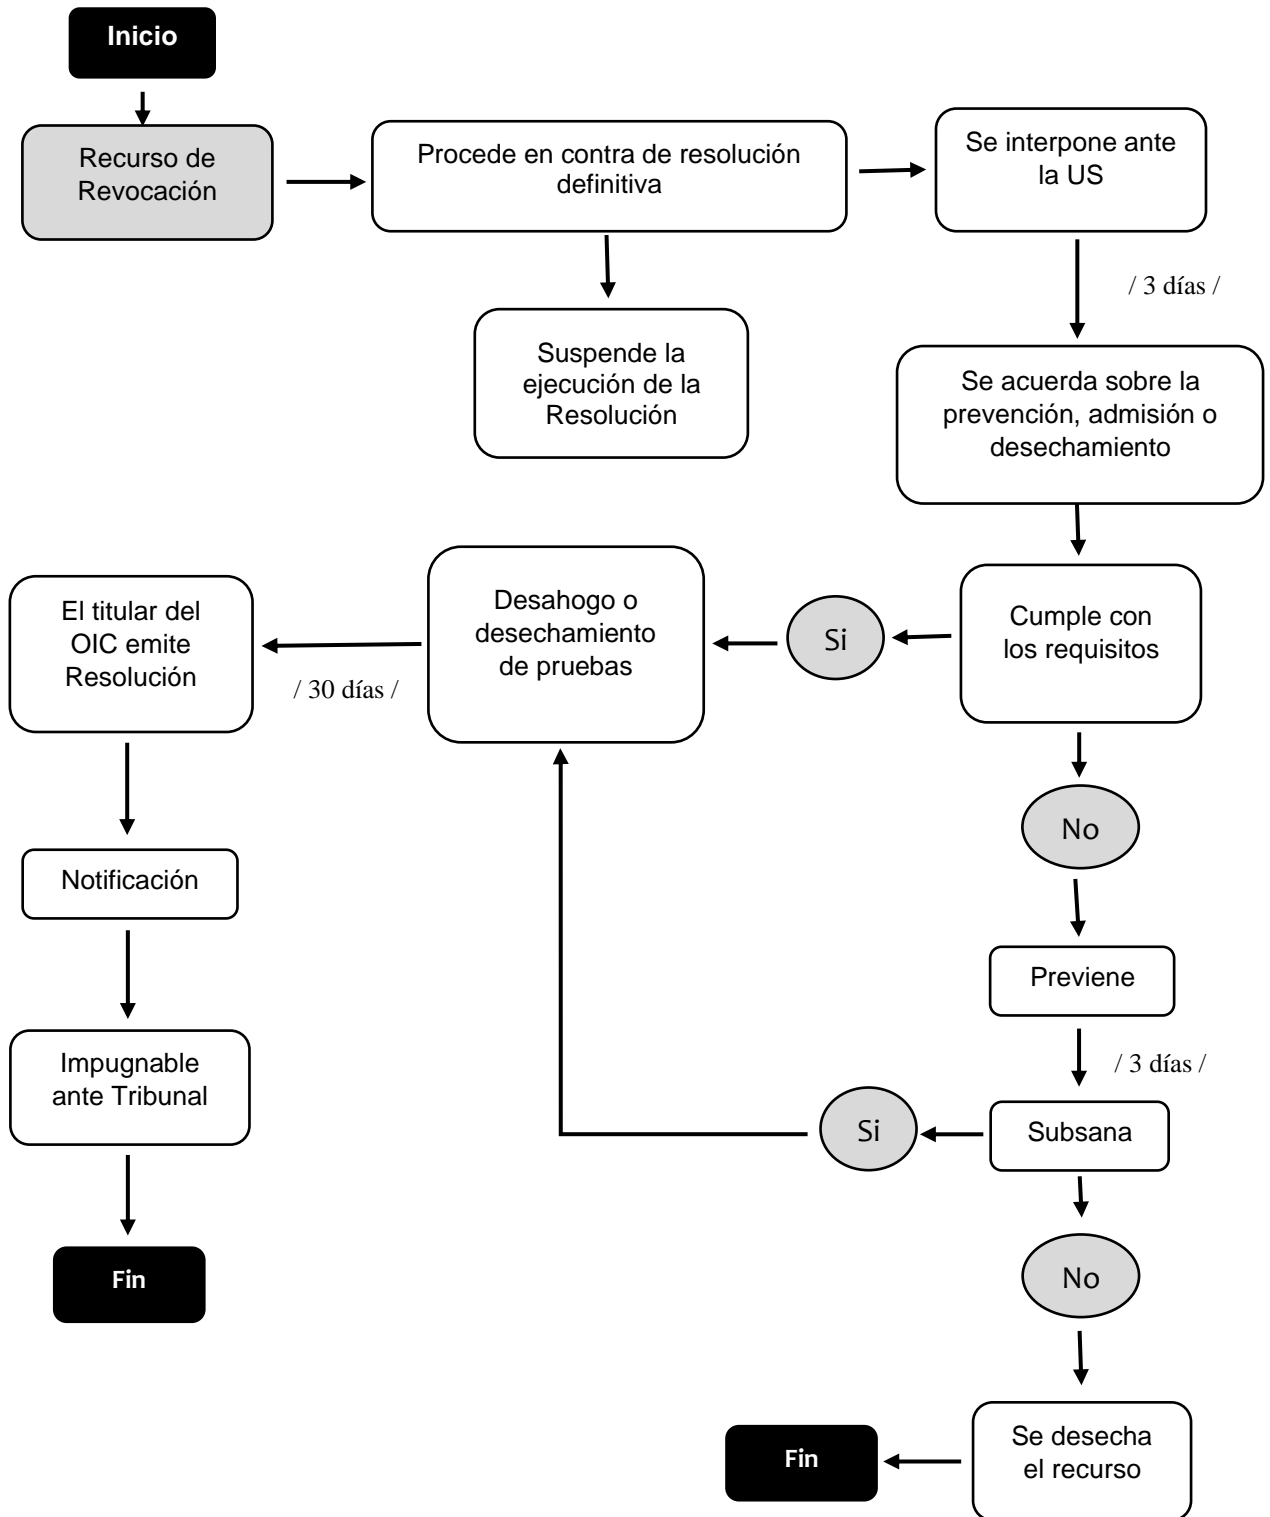 Inicio
Recurso de
Revocación
Procede en contra de resolución
definitiva
Se interpone ante
la US
/ 3 días /
Suspende la
ejecución de la
Resolución
Se acuerda sobre la
prevención, admisión o
desechamiento
Cumple con
los requisitos
Si
Desahogo o
desechamiento
de pruebas
/ 30 días /
El titular del
OIC emite
Resolución
No
Notificación
Previene
/ 3 días /
Impugnable
ante Tribunal
Subsana
Si
Fin
No
Se desecha
el recurso
Fin